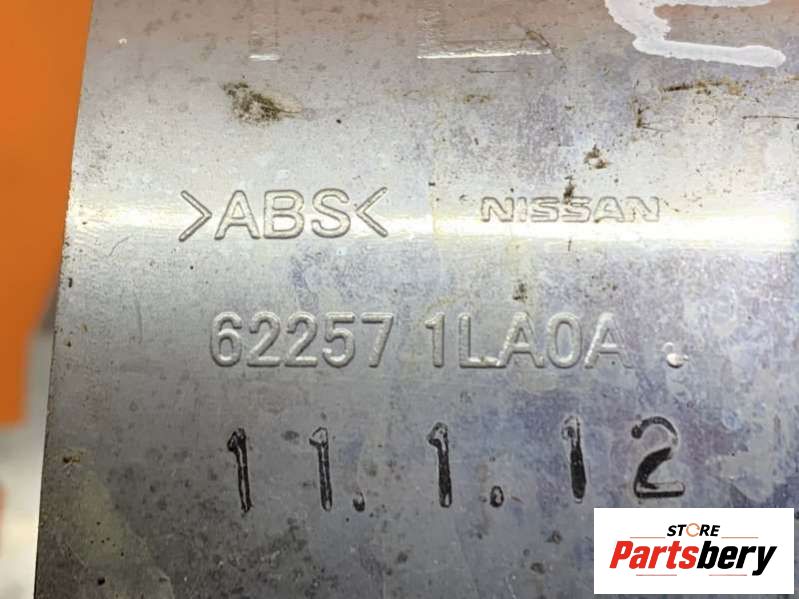 >ABS< NISSAN
62257 1LA0A.
11.1.12
STORE
Partsbery